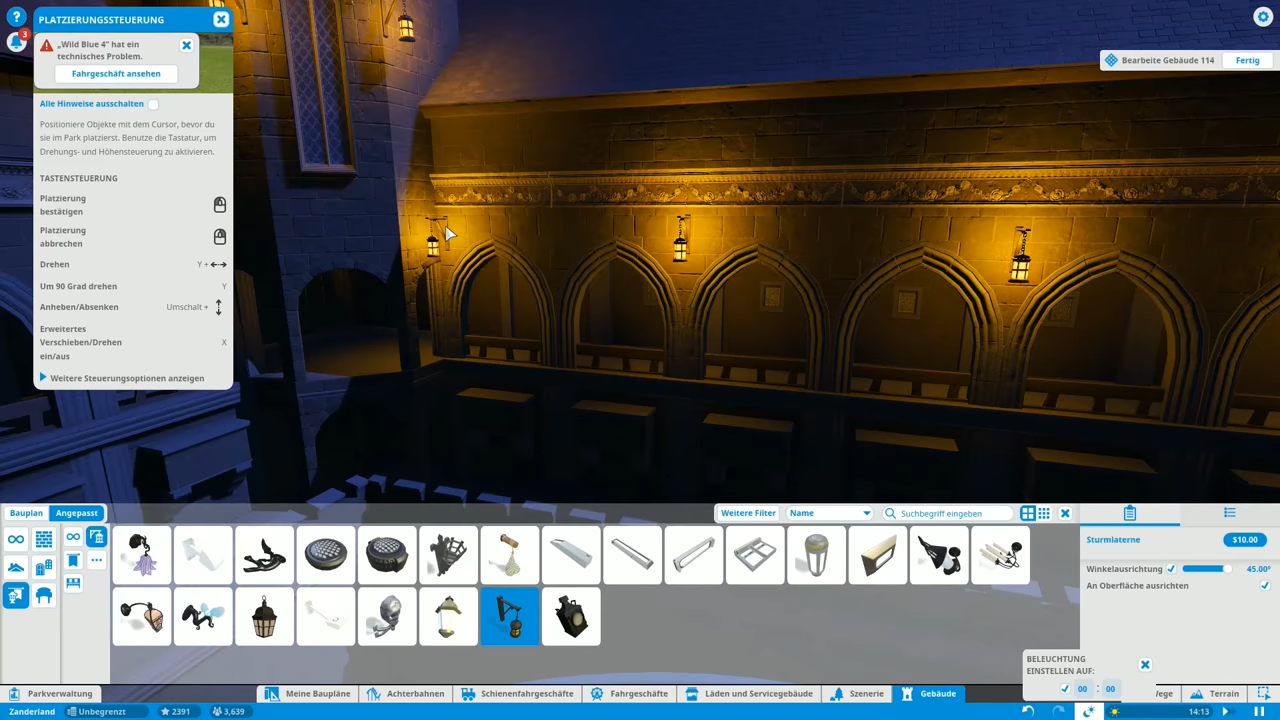 ?
PLATZIERUNGSSTEUERUNG
3
„Wild Blue 4" hat ein
technisches Problem.
Fahrgeschäft ansehen
Alle Hinweise ausschalten
Positioniere Objekte mit dem Cursor, bevor du
sie im Park platzierst. Benutze die Tastatur, um
Drehungs- und Höhensteuerung zu aktivieren.
TASTENSTEUERUNG
Platzierung
bestätigen
Platzierung
abbrechen
Drehen Y +
Um 90 Grad drehen Y
Anheben/Absenken Umschalt +
Erweitertes
Verschieben/Drehen X
ein/aus
Weitere Steuerungsoptionen anzeigen
Bearbeite Gebäude 114 Fertig
Bauplan Angepasst
Weitere Filter Name Suchbegriff eingeben
Sturmlaterne $10.00
Winkelausrichtung 45.00°
An Oberfläche ausrichten
BELEUCHTUNG
EINSTELLEN AUF:
00 : 00
Parkverwaltung Meine Baupläne Achterbahnen Schienenfahrgeschäfte Fahrgeschäfte Läden und Servicegebäude Szenerie Gebäude Terrain
Zanderland Unbegrenzt 2391 3,639 14:13